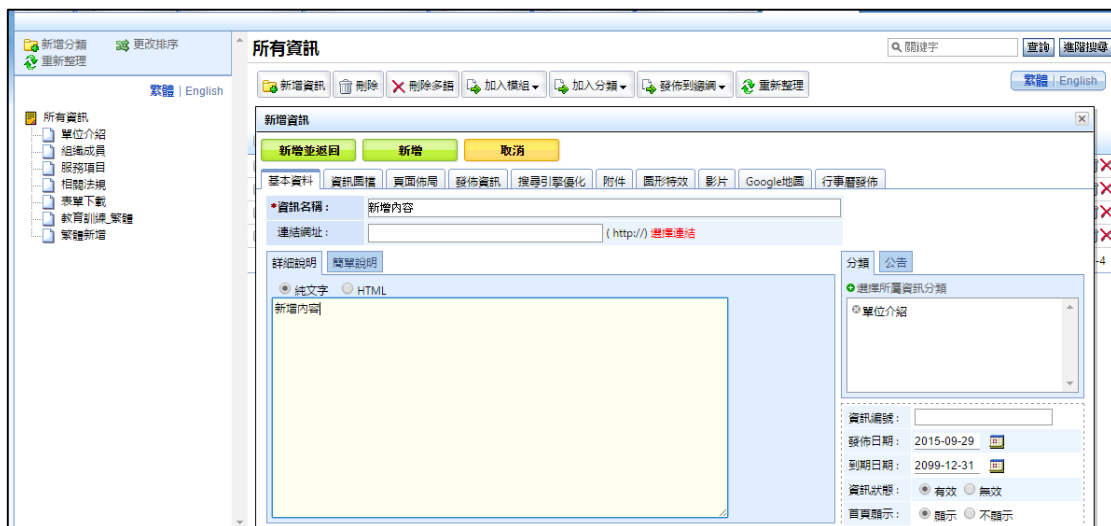 新增分類 更改排序
重新整理
繁體 | English
所有資訊
單位介紹
組織成員
服務項目
相關法規
表單下載
教育訓練_繁體
繁體新增
所有資訊 關鍵字 查詢 進階搜尋
新增資訊 刪除 刪除多語 加入模組 加入分類 發佈到總網 重新整理 繁體 | English
新增資訊
新增並返回 新增 取消
基本資料 資訊圖檔 頁面佈局 發佈資訊 搜尋引擎優化 附件 圖形特效 影片 Google地圖 行事曆發佈
*資訊名稱: 新增內容
連結網址: ( http://) 選擇連結
詳細說明 簡單說明
純文字 HTML
新增內容
分類 公告
選擇所屬資訊分類
單位介紹
-4
資訊編號:
發佈日期: 2015-09-29
到期日期: 2099-12-31
資訊狀態: 有效 無效
首頁顯示: 顯示 不顯示